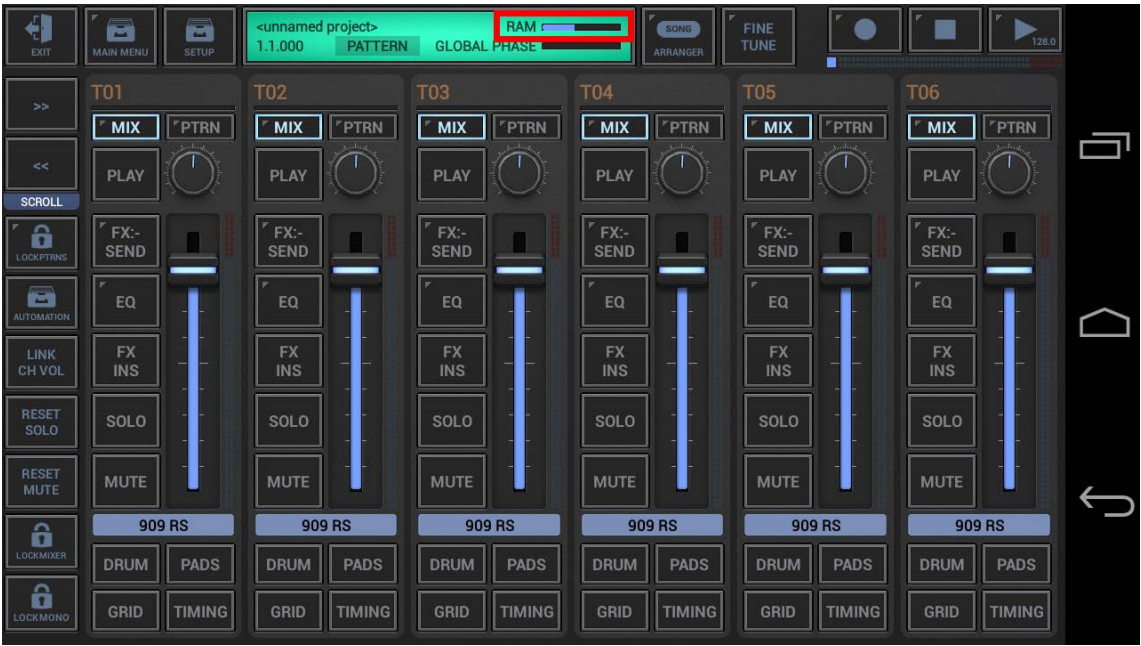 EXIT
MAIN MENU
SETUP
<unnamed project> RAM
1.1.000 PATTERN GLOBAL PHASE
SONG
ARRANGER
FINE
TUNE
128.0
>>
<<
SCROLL
LOCKPTRNS
AUTOMATION
LINK
CH VOL
RESET
SOLO
RESET
MUTE
LOCKMIXER
LOCKMONO
T01
MIX PTRN
PLAY
FX:-
SEND
EQ
FX
INS
SOLO
MUTE
909 RS
DRUM PADS
GRID TIMING
T02
MIX PTRN
PLAY
FX:-
SEND
EQ
FX
INS
SOLO
MUTE
909 RS
DRUM PADS
GRID TIMING
T03
MIX PTRN
PLAY
FX:-
SEND
EQ
FX
INS
SOLO
MUTE
909 RS
DRUM PADS
GRID TIMING
T04
MIX PTRN
PLAY
FX:-
SEND
EQ
FX
INS
SOLO
MUTE
909 RS
DRUM PADS
GRID TIMING
T05
MIX PTRN
PLAY
FX:-
SEND
EQ
FX
INS
SOLO
MUTE
909 RS
DRUM PADS
GRID TIMING
T06
MIX PTRN
PLAY
FX:-
SEND
EQ
FX
INS
SOLO
MUTE
909 RS
DRUM PADS
GRID TIMING